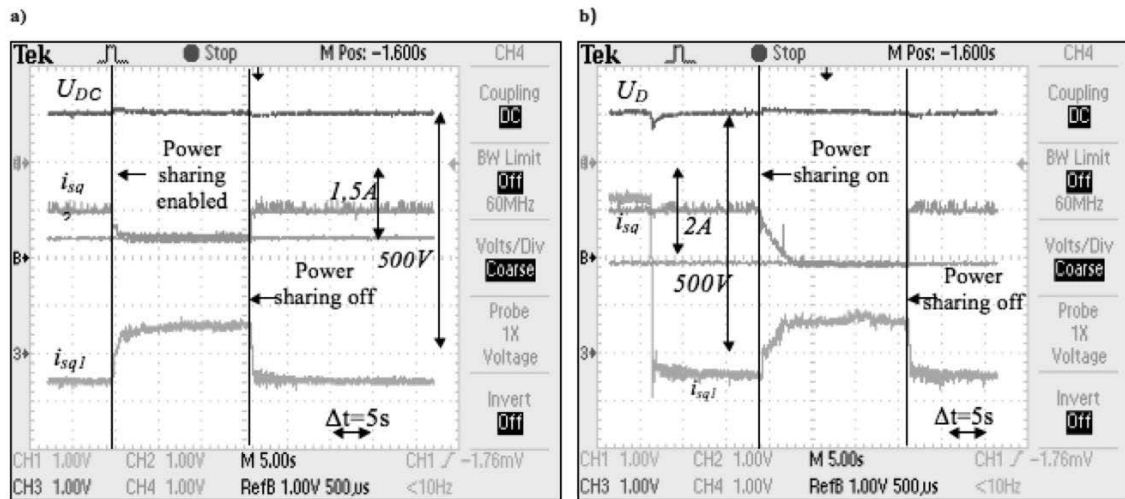 a)
Tek Stop M Pos: -1.600s CH4
U_DC
Coupling
DC
Power
sharing
enabled
BW Limit
Off
60MHz
i_sq
2
1,5A
500V
Volts/Div
Coarse
Power
sharing off
Probe
1X
Voltage
i_sq1
Invert
Off
Δt=5s
CH1 1.00V CH2 1.00V M 5.00s CH1 -1.76mV
CH3 1.00V CH4 1.00V RefB 1.00V 500µs <10Hz
b)
Tek Stop M Pos: -1.600s CH4
U_D
Coupling
DC
Power
sharing on
BW Limit
Off
60MHz
i_sq
2A
500V
Volts/Div
Coarse
Power
sharing off
Probe
1X
Voltage
i_sq1
Invert
Off
Δt=5s
CH1 1.00V CH2 1.00V M 5.00s CH1 -1.76mV
CH3 1.00V CH4 1.00V RefB 1.00V 500µs <10Hz